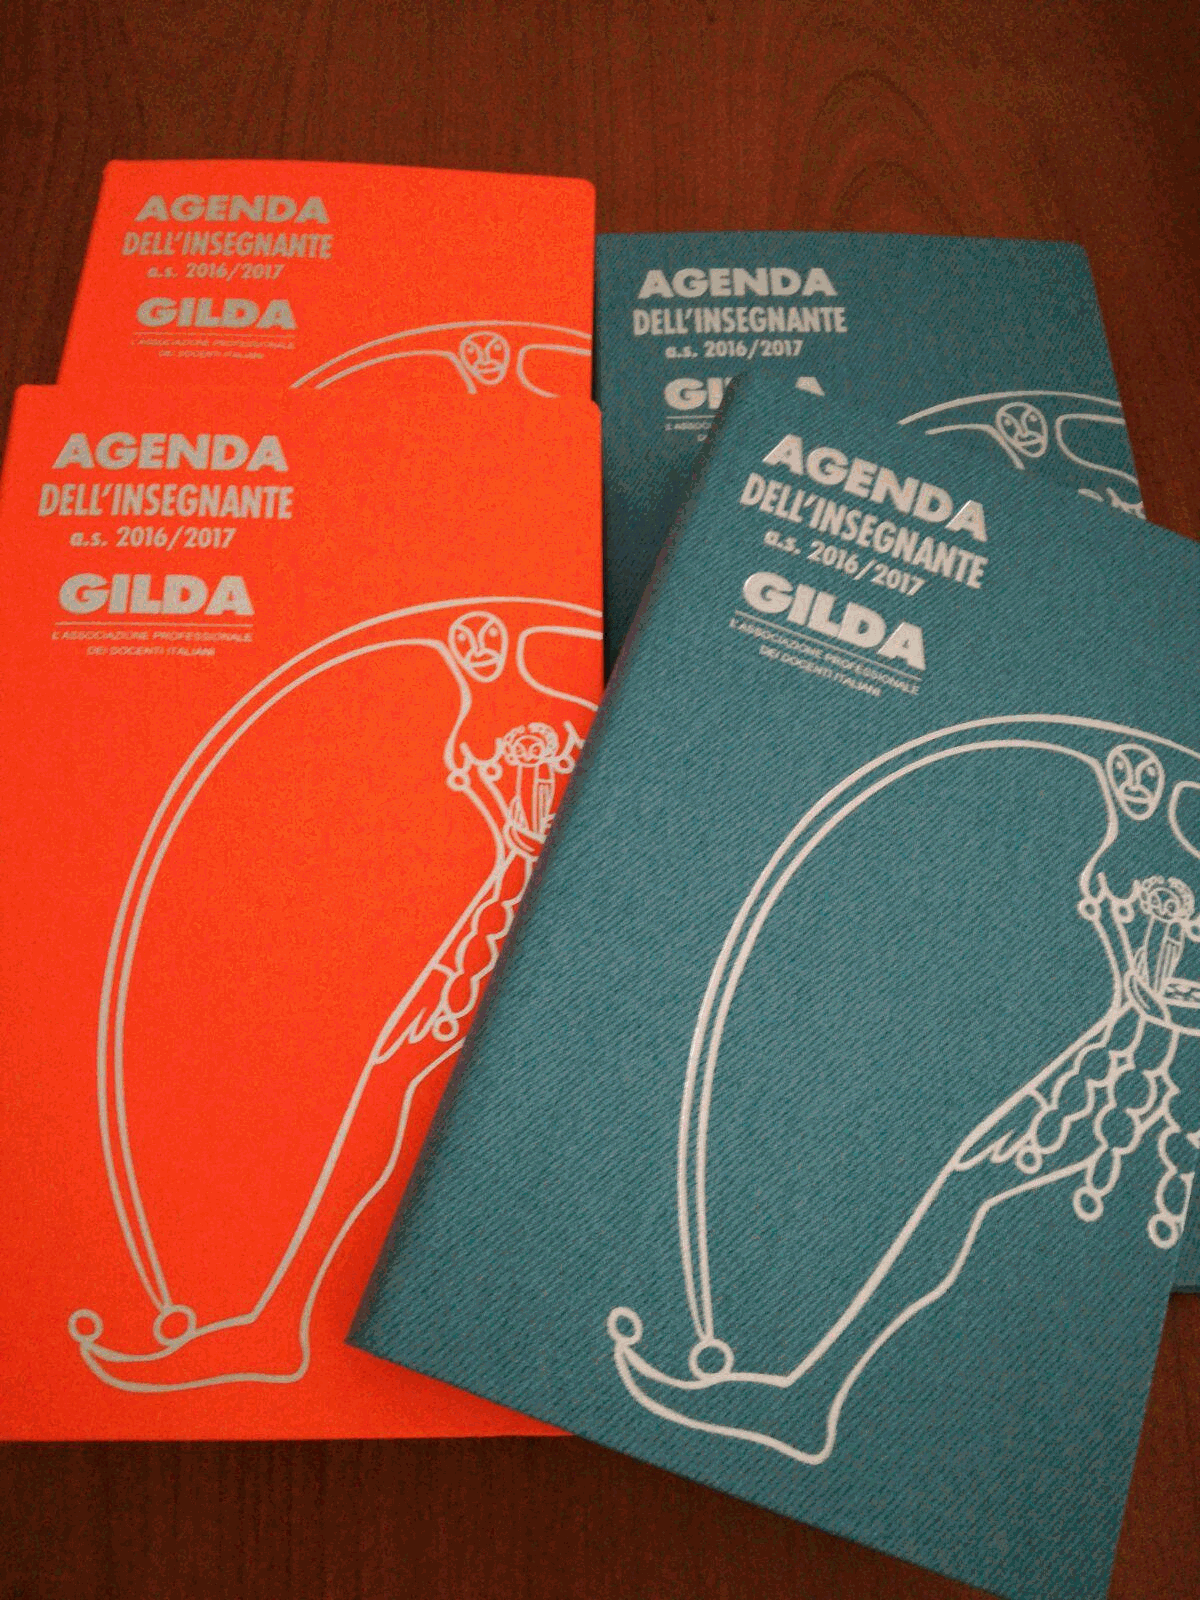 AGENDA
DELL'INSEGNANTE
a.s. 2016/2017
GILDA
L'ASSOCIAZIONE PROFESSIONALE
DEI DOCENTI ITALIANI
AGENDA
DELL'INSEGNANTE
a.s. 2016/2017
AGENDA
DELL'INSEGNANTE
a.s. 2016/2017
GILDA
L'ASSOCIAZIONE PROFESSIONALE
DEI DOCENTI ITALIANI
AGENDA
DELL'INSEGNANTE
a.s. 2016/2017
GILDA
L'ASSOCIAZIONE PROFESSIONALE
DEI DOCENTI ITALIANI